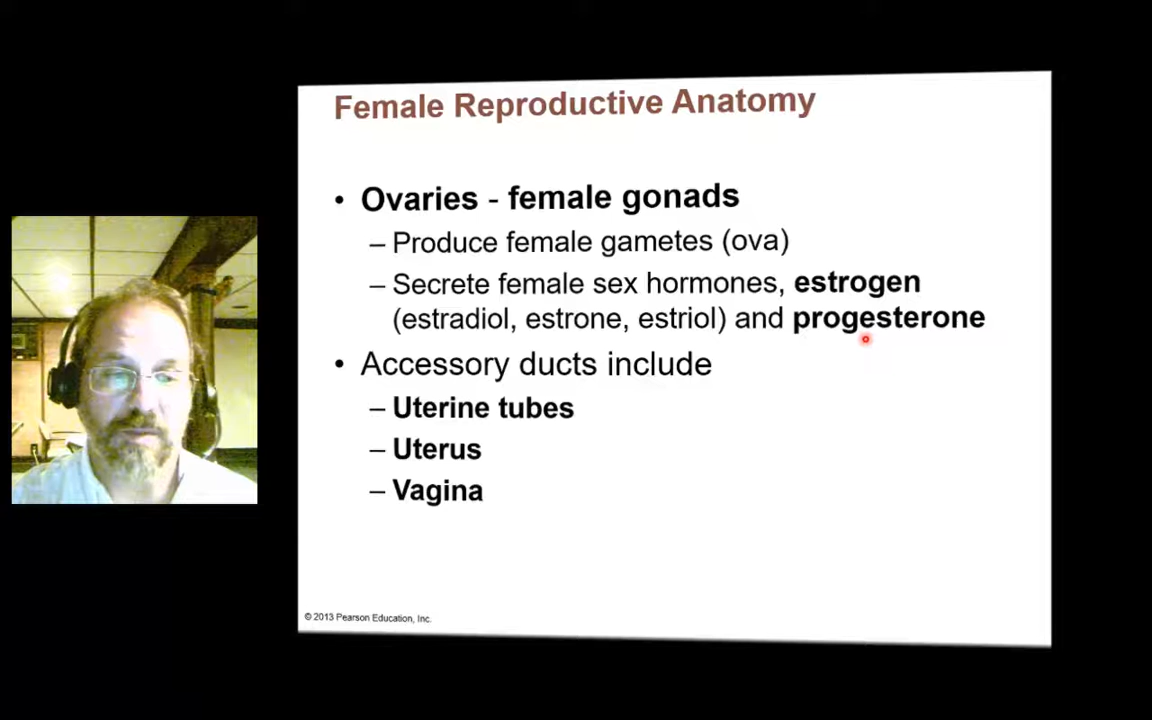 Female Reproductive Anatomy
• Ovaries - female gonads
– Produce female gametes (ova)
– Secrete female sex hormones, estrogen
(estradiol, estrone, estriol) and progesterone
• Accessory ducts include
– Uterine tubes
– Uterus
– Vagina
© 2013 Pearson Education, Inc.